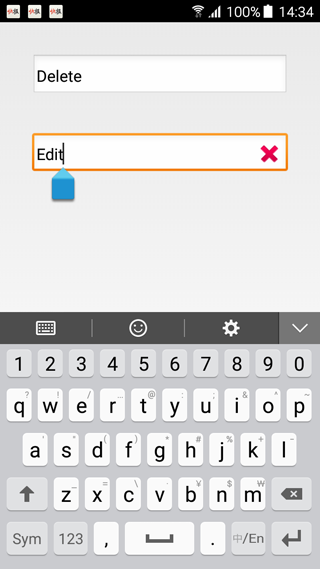 100% 14:34
Delete
Edit
1 2 3 4 5 6 7 8 9 0
q w e r t y u i o p
a s d f g h j k l
z x c v b n m
Sym 123 , . 中/En